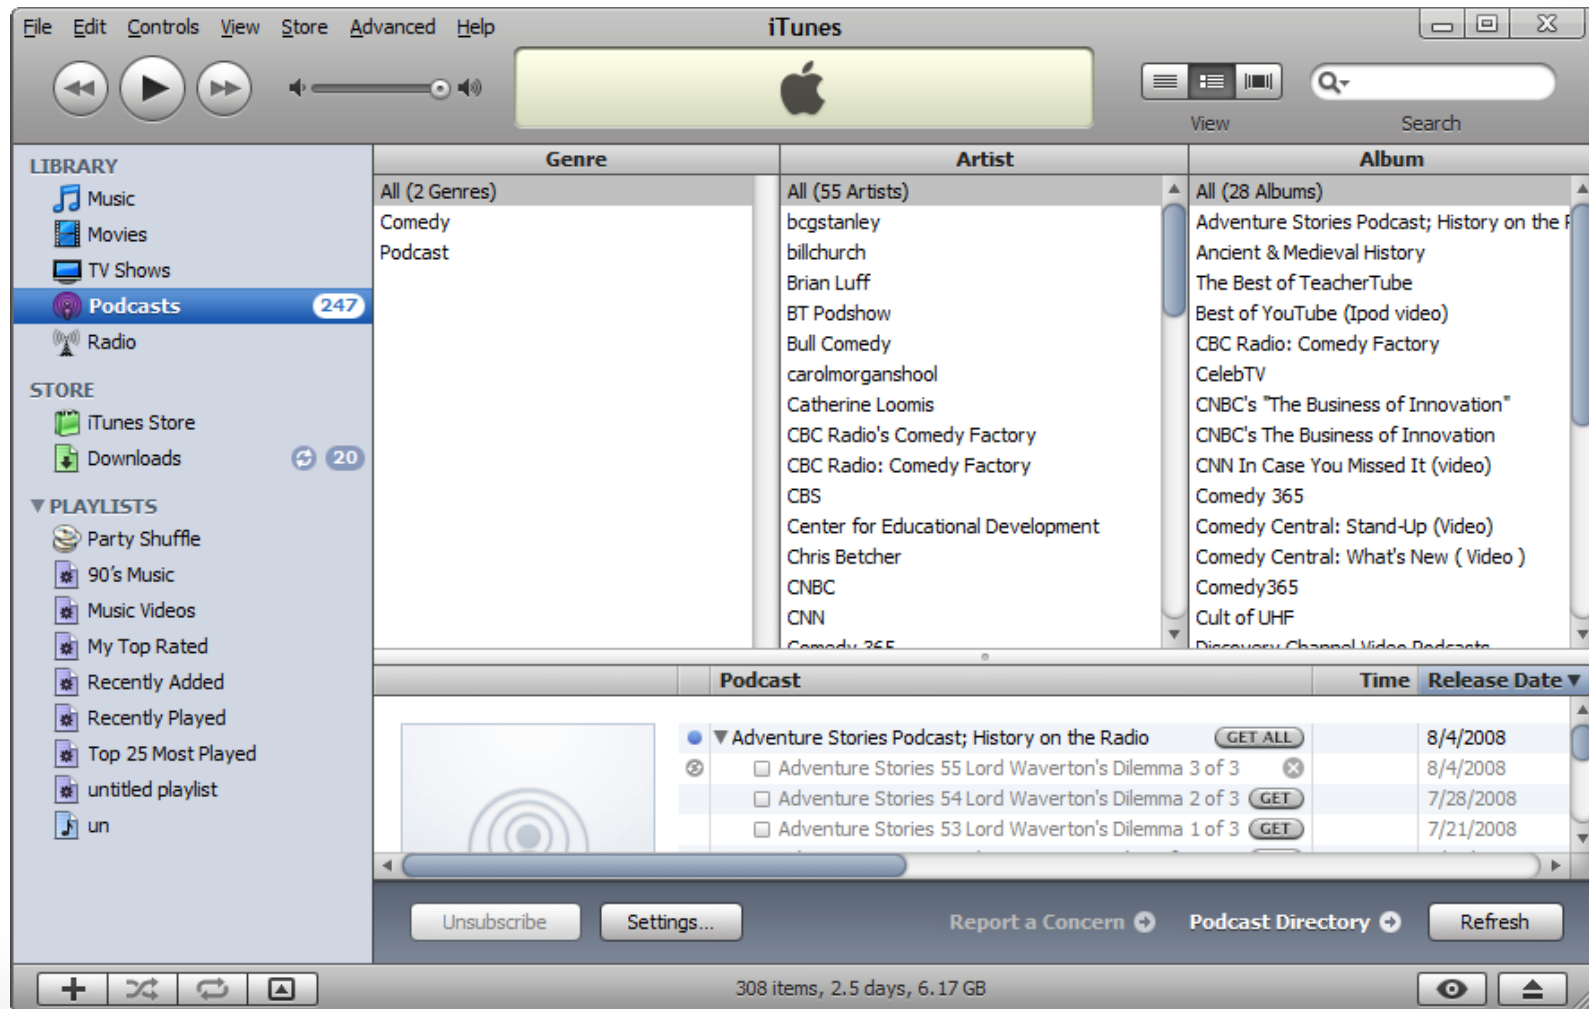 File Edit Controls View Store Advanced Help
iTunes
View
Search
LIBRARY
Music
Movies
TV Shows
Podcasts 247
Radio
STORE
iTunes Store
Downloads 20
PLAYLISTS
Party Shuffle
90's Music
Music Videos
My Top Rated
Recently Added
Recently Played
Top 25 Most Played
untitled playlist
un
Genre
All (2 Genres)
Comedy
Podcast
Artist
All (55 Artists)
bcgstanley
billchurch
Brian Luff
BT Podshow
Bull Comedy
carolmorganshool
Catherine Loomis
CBC Radio's Comedy Factory
CBC Radio: Comedy Factory
CBS
Center for Educational Development
Chris Betcher
CNBC
CNN
Comedy 365
Album
All (28 Albums)
Adventure Stories Podcast; History on the
Ancient & Medieval History
The Best of TeacherTube
Best of YouTube (Ipod video)
CBC Radio: Comedy Factory
CelebTV
CNBC's "The Business of Innovation"
CNBC's The Business of Innovation
CNN In Case You Missed It (video)
Comedy 365
Comedy Central: Stand-Up (Video)
Comedy Central: What's New ( Video )
Comedy365
Cult of UHF
Discovery Channel Video Podcasts
Podcast Time Release Date
Adventure Stories Podcast; History on the Radio GET ALL 8/4/2008
Adventure Stories 55 Lord Waverton's Dilemma 3 of 3 8/4/2008
Adventure Stories 54 Lord Waverton's Dilemma 2 of 3 GET 7/28/2008
Adventure Stories 53 Lord Waverton's Dilemma 1 of 3 GET 7/21/2008
Unsubscribe Settings... Report a Concern Podcast Directory Refresh
308 items, 2.5 days, 6.17 GB